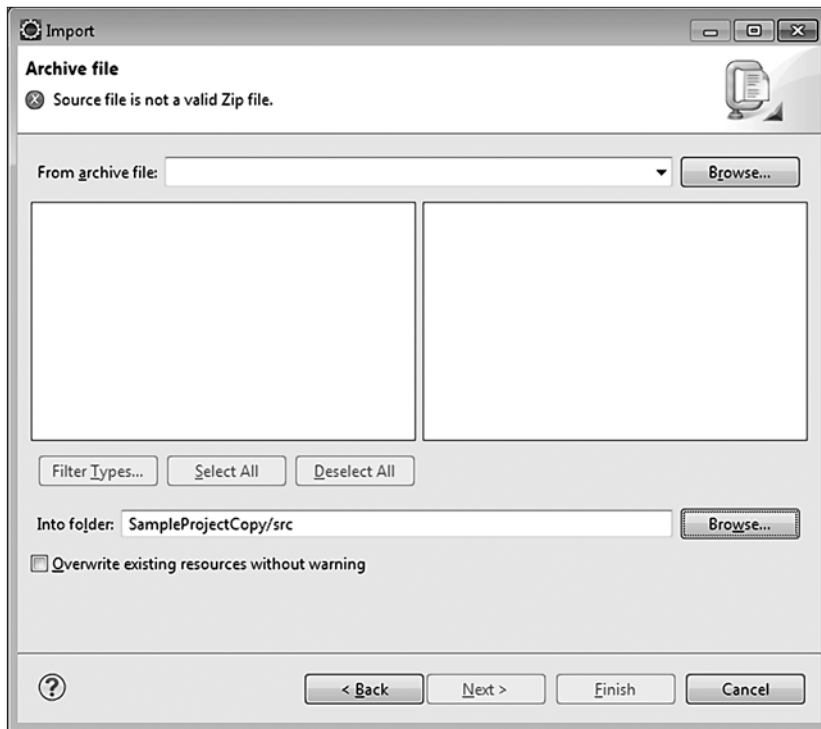 Import
Archive file
Source file is not a valid Zip file.
From archive file:
Browse...
Filter Types...
Select All
Deselect All
Into folder:
SampleProjectCopy/src
Browse...
Overwrite existing resources without warning
?
< Back
Next >
Finish
Cancel